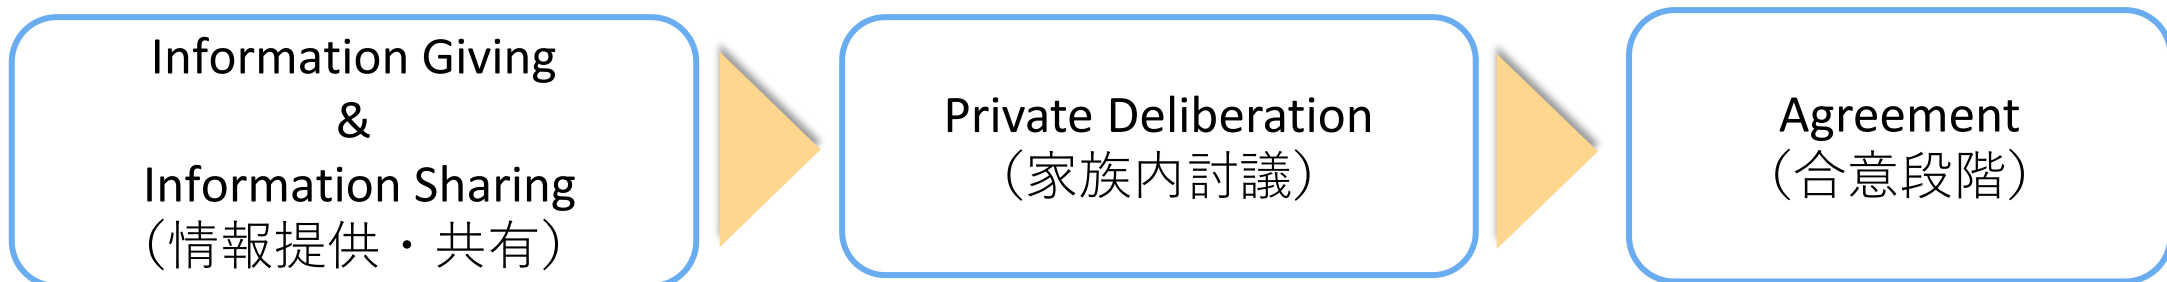 Information Giving
&
Information Sharing
（情報提供・共有）
Private Deliberation
（家族内討議）
Agreement
（合意段階）